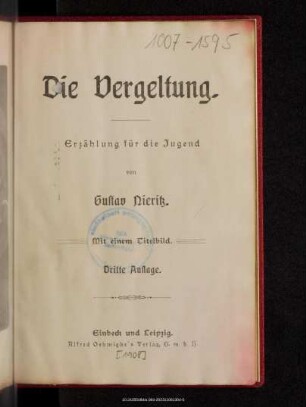 1007-1595
Die Vergeltung.
Erzählung für die Jugend
von
Gustav Nieritz.
Mit einem Titelbild.
Dritte Auflage.
Einbeck und Leipzig.
Alfred Oehmigke's Verlag, G. m. b. H.
[1908]